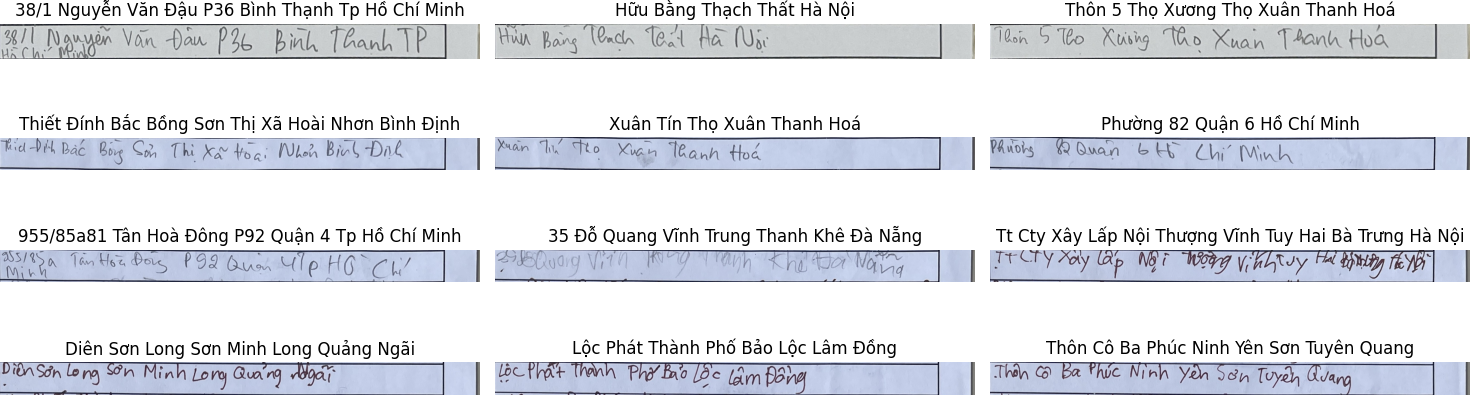 38/1 Nguyễn Văn Đậu P36 Bình Thạnh Tp Hồ Chí Minh
Hữu Bằng Thạch Thất Hà Nội
Thôn 5 Thọ Xương Thọ Xuân Thanh Hoá
38/1 Nguyễn Văn Đâu P36 Bình Thanh TP
Hồ Chí Minh
Hữu Bằng Thạch Thất Hà Nội
Thôn 5 Thọ Xương Thọ Xuân Thanh Hoá
Thiết Đính Bắc Bồng Sơn Thị Xã Hoài Nhơn Bình Định
Xuân Tín Thọ Xuân Thanh Hoá
Phường 82 Quận 6 Hồ Chí Minh
Thiết Đính Bắc Bồng Sơn Thị Xã Hoài Nhơn Bình Định
Xuân Tín Thọ Xuân Thanh Hoá
Phường 82 Quận 6 Hồ Chí Minh
955/85a81 Tân Hoà Đông P92 Quận 4 Tp Hồ Chí Minh
35 Đỗ Quang Vĩnh Trung Thanh Khê Đà Nẵng
Tt Cty Xây Lấp Nội Thượng Vĩnh Tuy Hai Bà Trưng Hà Nội
955/85a Tân Hoà Đông P92 Quận 4 Tp Hồ Chí
Minh
Quang Vĩnh Trung Thanh Khê Đà Nẵng
TT CTy Xây Lấp Nội Thượng Vĩnh Tuy Hai Bà Trưng Hà Nội
Diên Sơn Long Sơn Minh Long Quảng Ngãi
Lộc Phát Thành Phố Bảo Lộc Lâm Đồng
Thôn Cô Ba Phúc Ninh Yên Sơn Tuyên Quang
Diên Sơn Long Sơn Minh Long Quảng Ngãi
Lộc Phát Thành Phố Bảo Lộc Lâm Đồng
Thôn Cô Ba Phúc Ninh Yên Sơn Tuyên Quang